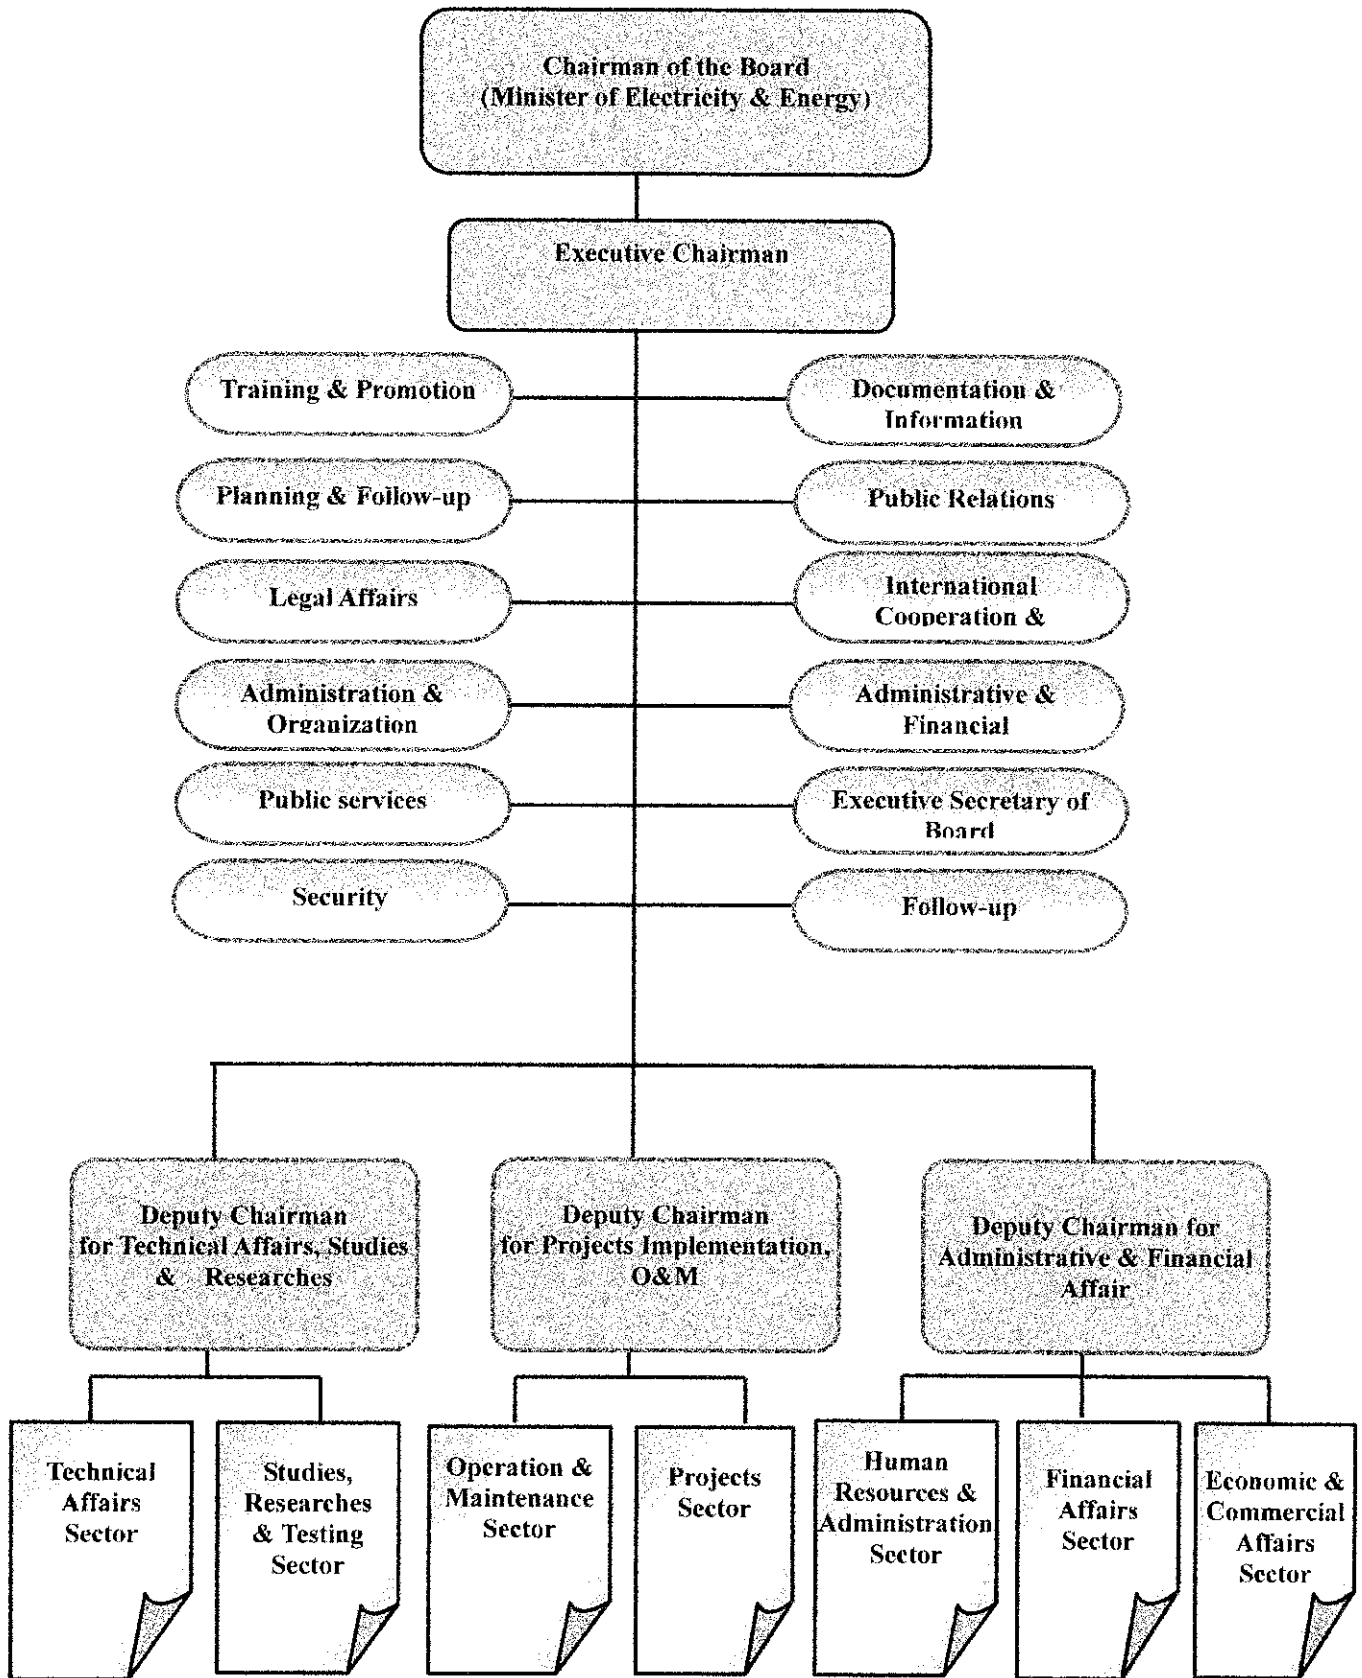 Chairman of the Board
(Minister of Electricity & Energy)
Executive Chairman
Training & Promotion
Documentation &
Information
Planning & Follow-up
Public Relations
Legal Affairs
International
Cooperation &
Administration &
Organization
Administrative &
Financial
Public services
Executive Secretary of
Board
Security
Follow-up
Deputy Chairman
for Technical Affairs, Studies
& Researches
Deputy Chairman
for Projects Implementation,
O&M
Deputy Chairman for
Administrative & Financial
Affair
Technical
Affairs
Sector
Studies,
Researches
& Testing
Sector
Operation &
Maintenance
Sector
Projects
Sector
Human
Resources &
Administration
Sector
Financial
Affairs
Sector
Economic &
Commercial
Affairs
Sector